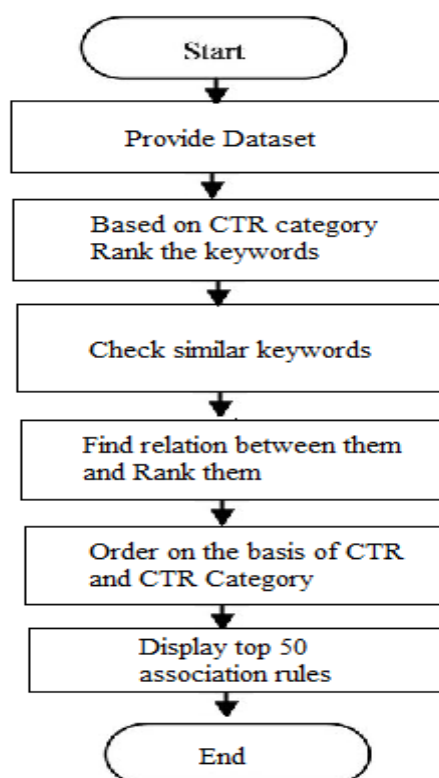 Start
Provide Dataset
Based on CTR category
Rank the keywords
Check similar keywords
Find relation between them
and Rank them
Order on the basis of CTR
and CTR Category
Display top 50
association rules
End